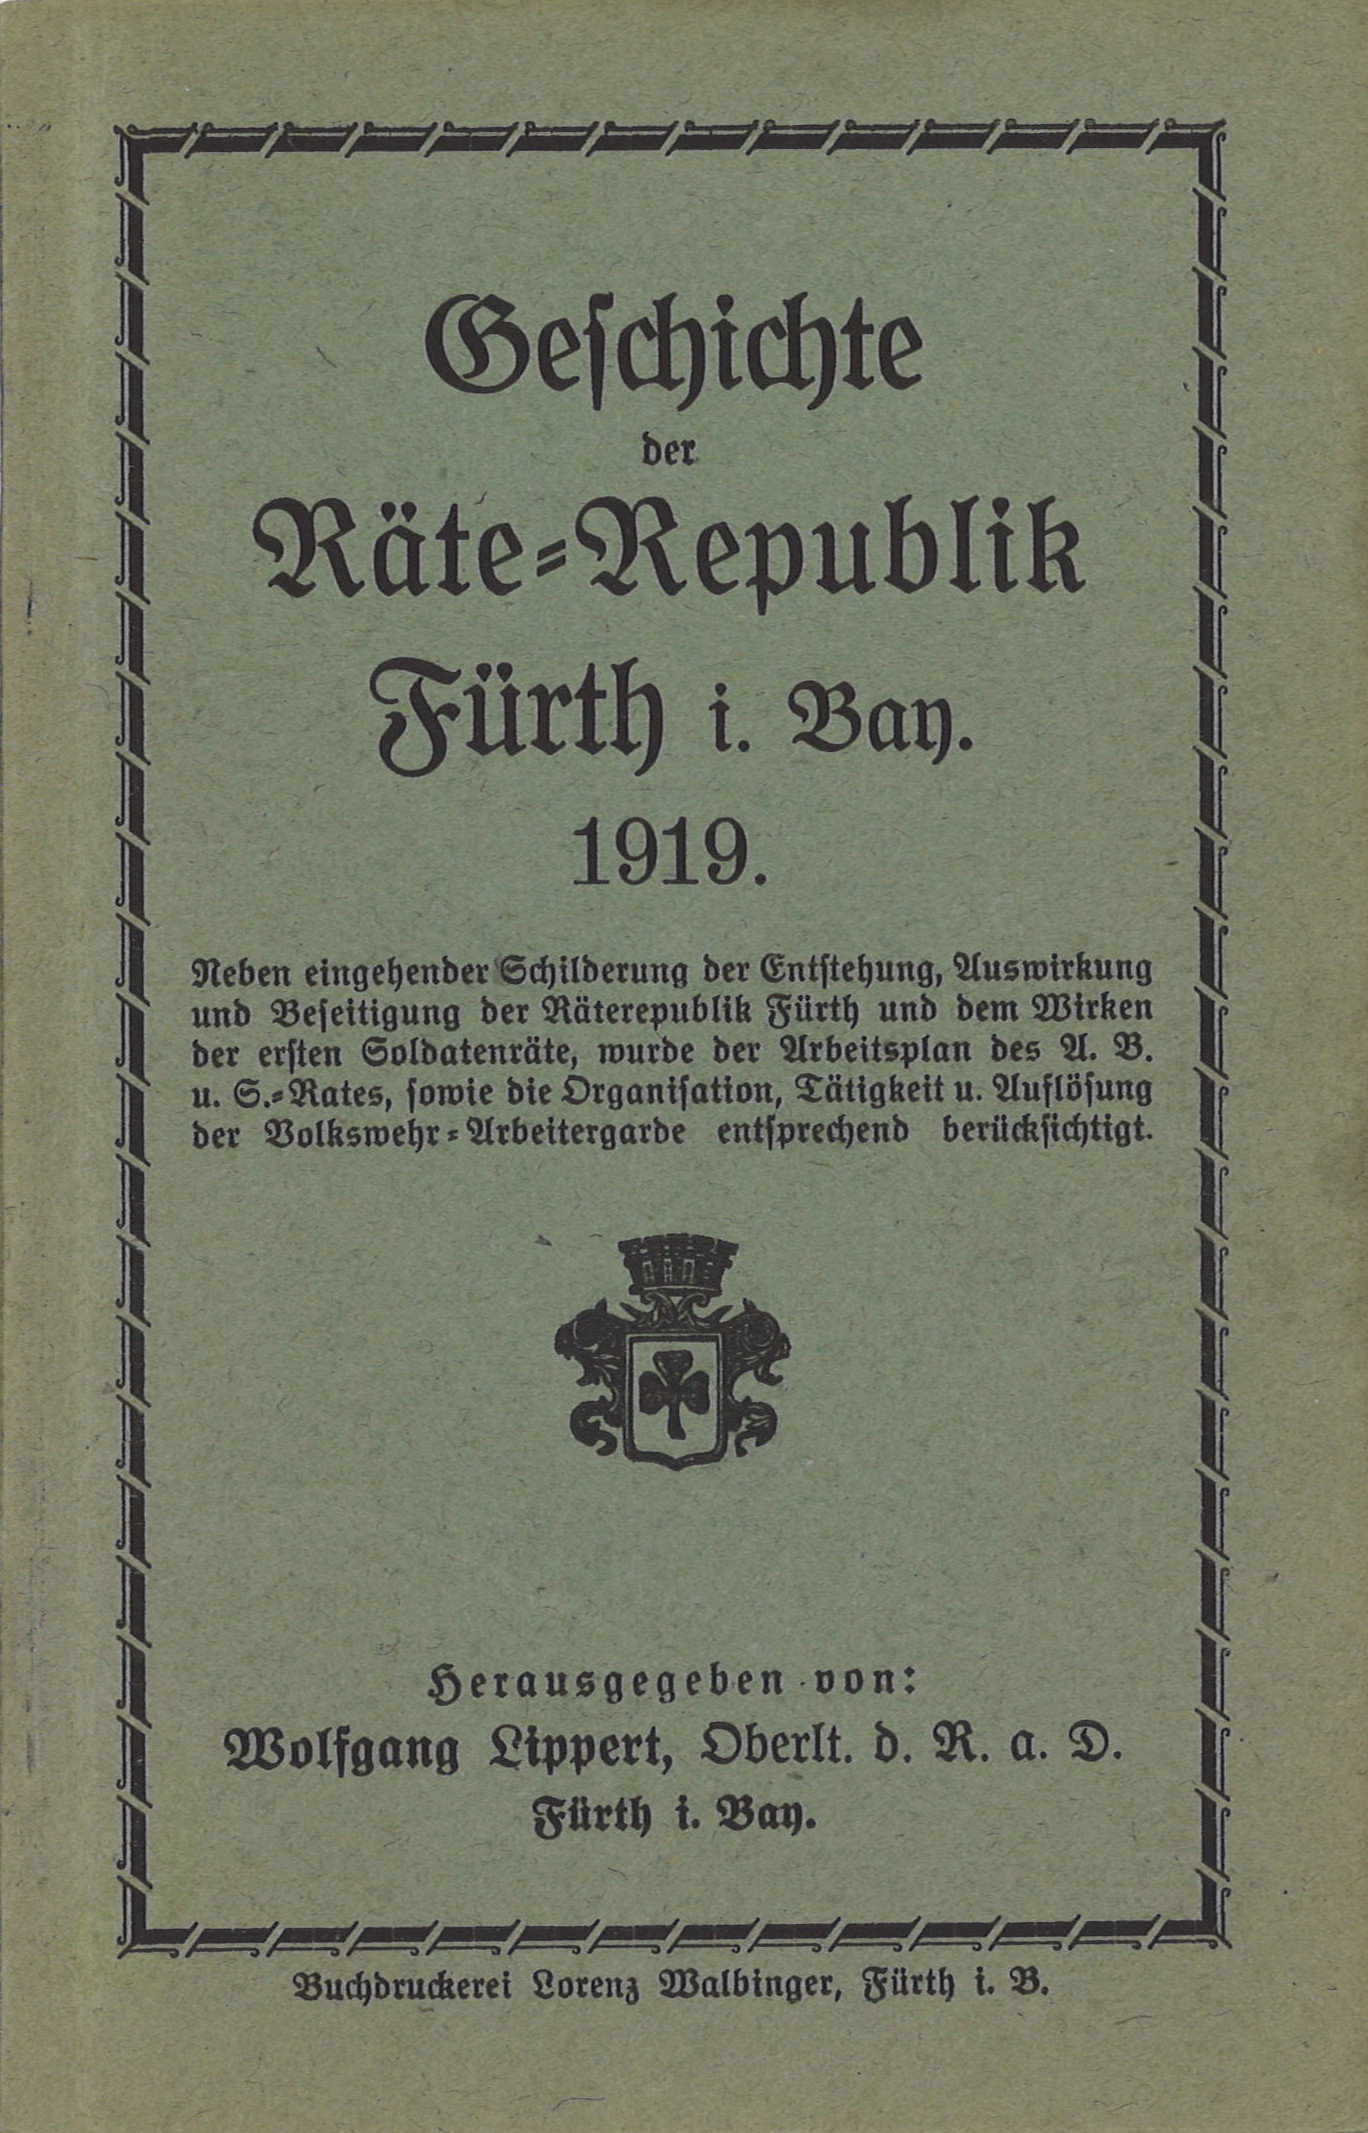 Geschichte
der
Räte-Republik
Fürth i. Bay.
1919.
Neben eingehender Schilderung der Entstehung, Auswirkung
und Beseitigung der Räterepublik Fürth und dem Wirken
der ersten Soldatenräte, wurde der Arbeitsplan des A. B.
u. S.-Rates, sowie die Organisation, Tätigkeit u. Auflösung
der Volkswehr-Arbeitergarde entsprechend berücksichtigt.
Herausgegeben von:
Wolfgang Lippert, Oberlt. d. R. a. D.
Fürth i. Bay.
Buchdruckerei Lorenz Walbinger, Fürth i. B.